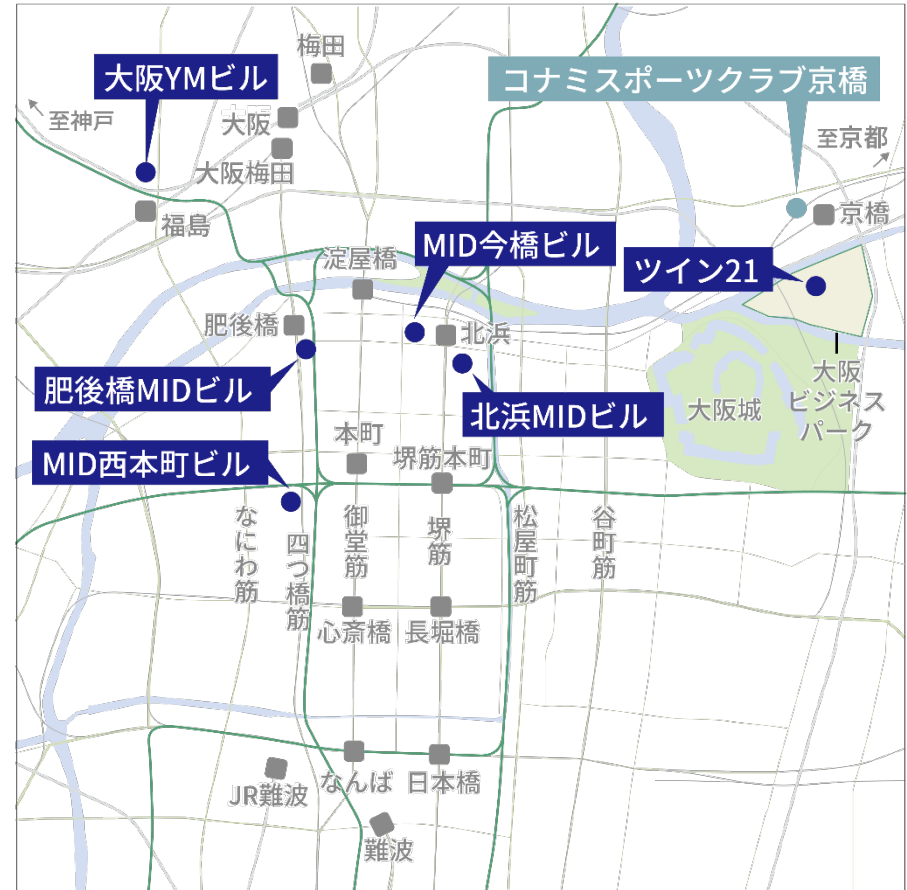 梅田
大阪YMビル
コナミスポーツクラブ京橋
至神戸
大阪
至京都
大阪梅田
福島
京橋
MID今橋ビル
淀屋橋
ツイン21
肥後橋
北浜
肥後橋MIDビル
大阪
ビジネス
パーク
大阪城
北浜MIDビル
本町
堺筋本町
MID西本町ビル
なにわ筋
四つ橋筋
御堂筋
堺筋
松屋町筋
谷町筋
心斎橋
長堀橋
なんば
日本橋
JR難波
難波